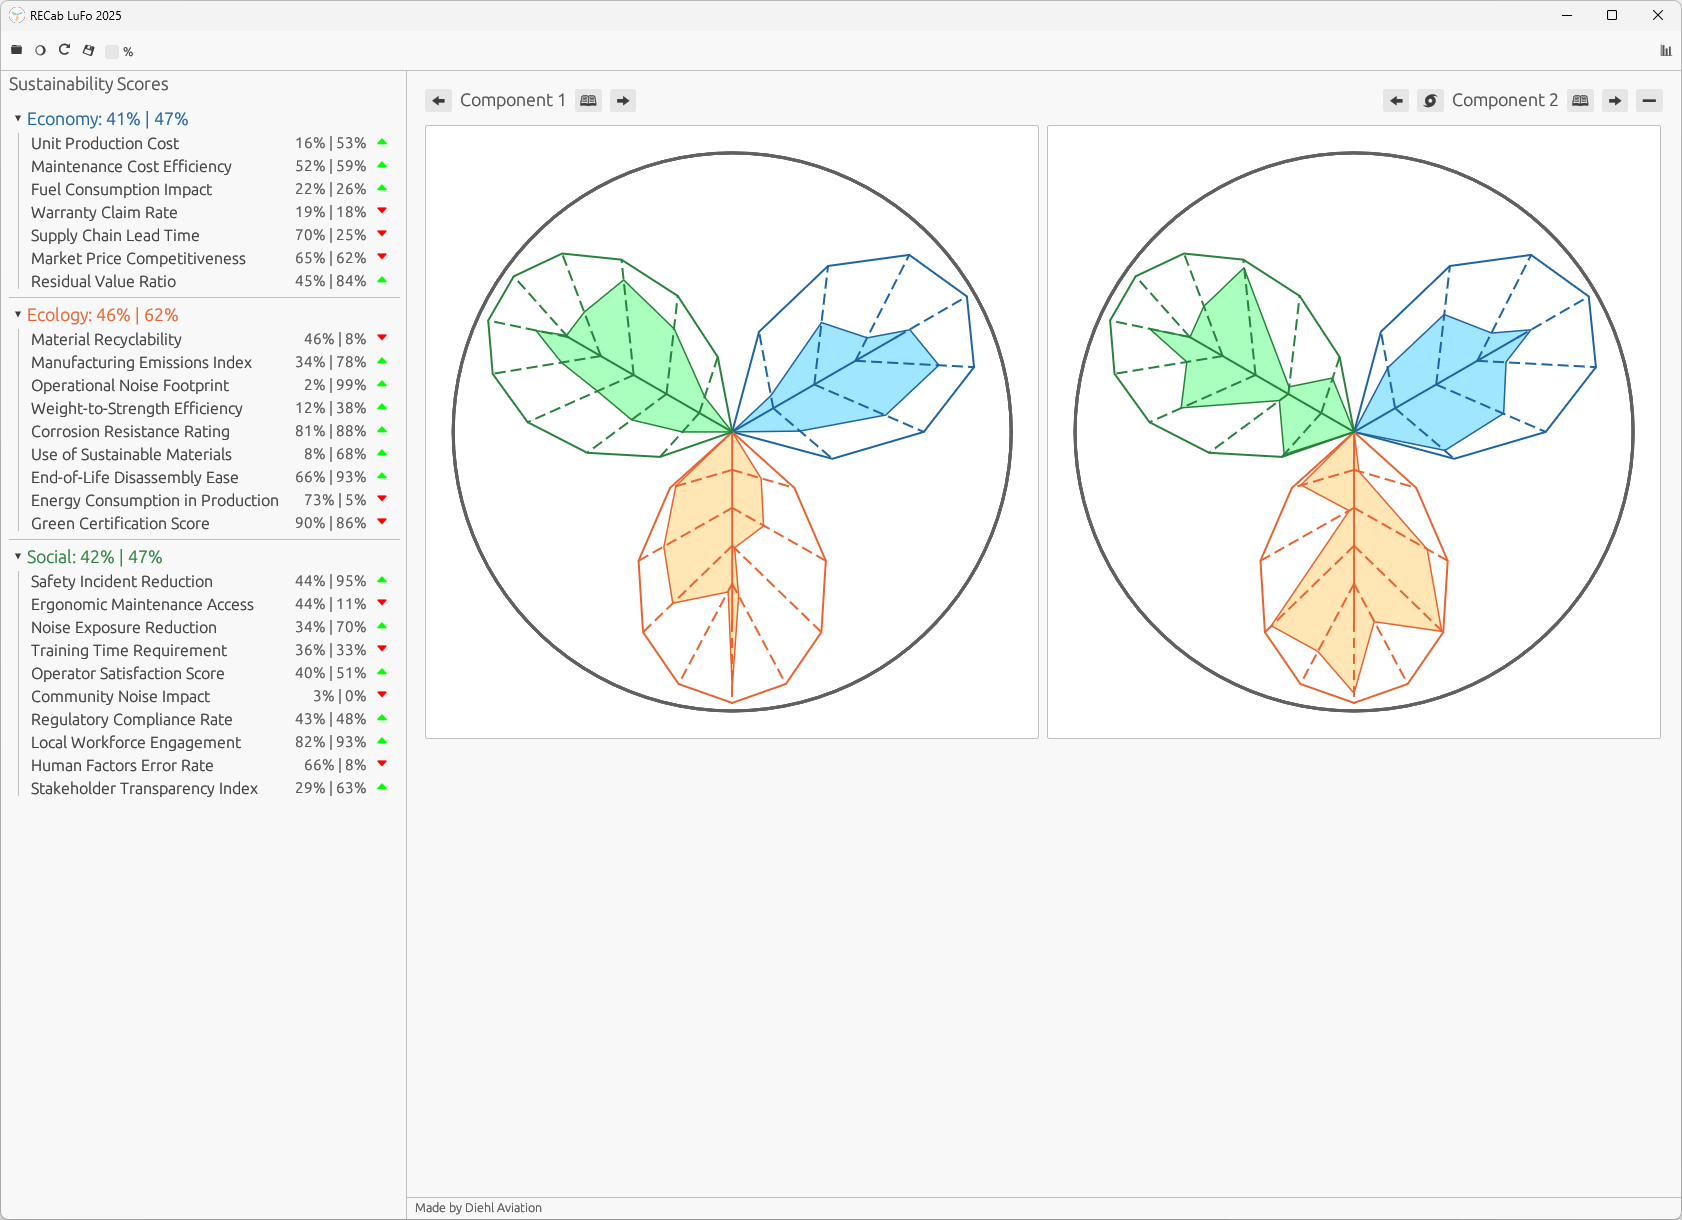 RECab LuFo 2025
%
Sustainability Scores
Economy: 41% | 47%
Unit Production Cost 16% | 53%
Maintenance Cost Efficiency 52% | 59%
Fuel Consumption Impact 22% | 26%
Warranty Claim Rate 19% | 18%
Supply Chain Lead Time 70% | 25%
Market Price Competitiveness 65% | 62%
Residual Value Ratio 45% | 84%
Ecology: 46% | 62%
Material Recyclability 46% | 8%
Manufacturing Emissions Index 34% | 78%
Operational Noise Footprint 2% | 99%
Weight-to-Strength Efficiency 12% | 38%
Corrosion Resistance Rating 81% | 88%
Use of Sustainable Materials 8% | 68%
End-of-Life Disassembly Ease 66% | 93%
Energy Consumption in Production 73% | 5%
Green Certification Score 90% | 86%
Social: 42% | 47%
Safety Incident Reduction 44% | 95%
Ergonomic Maintenance Access 44% | 11%
Noise Exposure Reduction 34% | 70%
Training Time Requirement 36% | 33%
Operator Satisfaction Score 40% | 51%
Community Noise Impact 3% | 0%
Regulatory Compliance Rate 43% | 48%
Local Workforce Engagement 82% | 93%
Human Factors Error Rate 66% | 8%
Stakeholder Transparency Index 29% | 63%
Component 1
Component 2
Made by Diehl Aviation